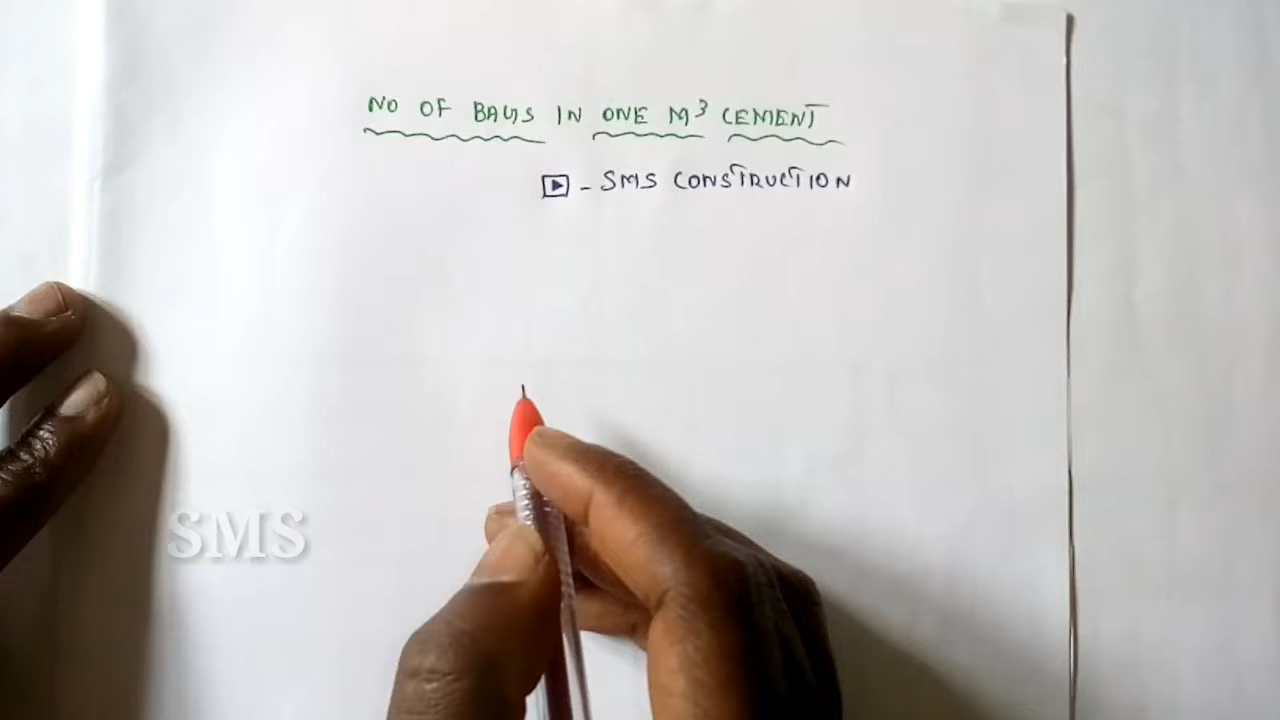 NO OF BAGS IN ONE M³ CEMENT
- SMS CONSTRUCTION
SMS